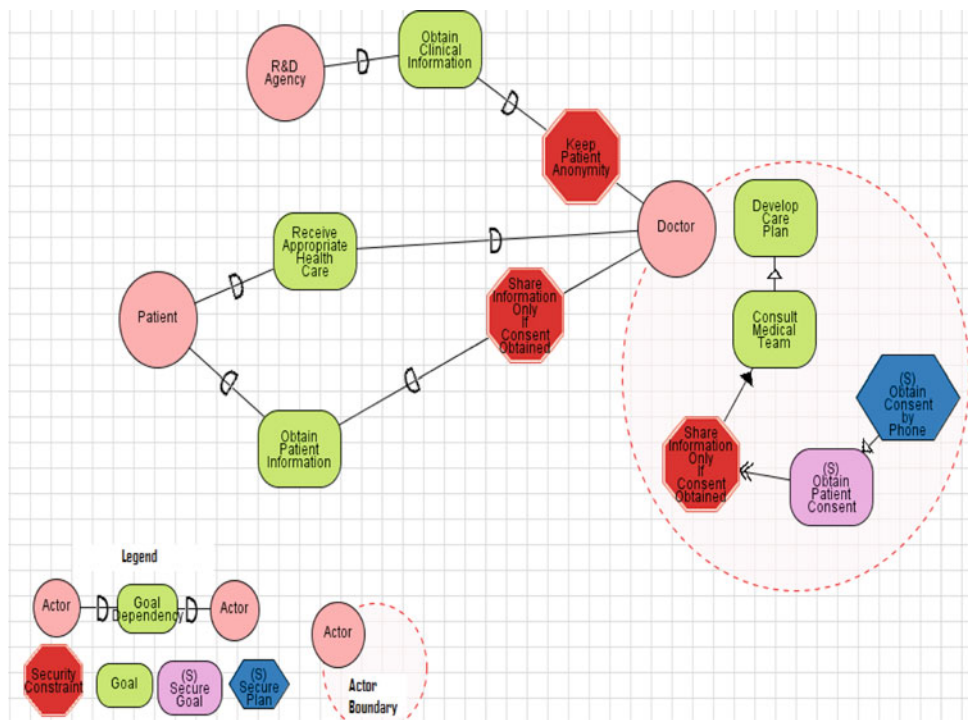 R&D
Agency
Obtain
Clinical
Information
Keep
Patient
Anonymity
Develop
Care
Plan
Doctor
Receive
Appropriate
Health
Care
Patient
Share
Information
Only
If
Consent
Obtained
Consult
Medical
Team
(S)
Obtain
Consent
by
Phone
Obtain
Patient
Information
Share
Information
Only
If
Consent
Obtained
(S)
Obtain
Patient
Consent
Legend
Actor
Goal
Dependency
Actor
Actor
Security
Constraint
Goal
(S)
Secure
Goal
(S)
Secure
Plan
Actor
Boundary